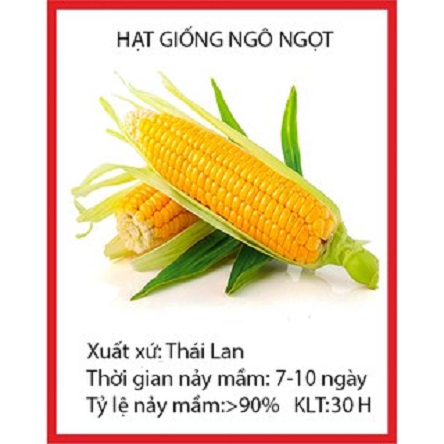 HẠT GIỐNG NGÔ NGỌT
Xuất xứ: Thái Lan
Thời gian nảy mầm: 7-10 ngày
Tỷ lệ nảy mầm:>90% KLT:30 H